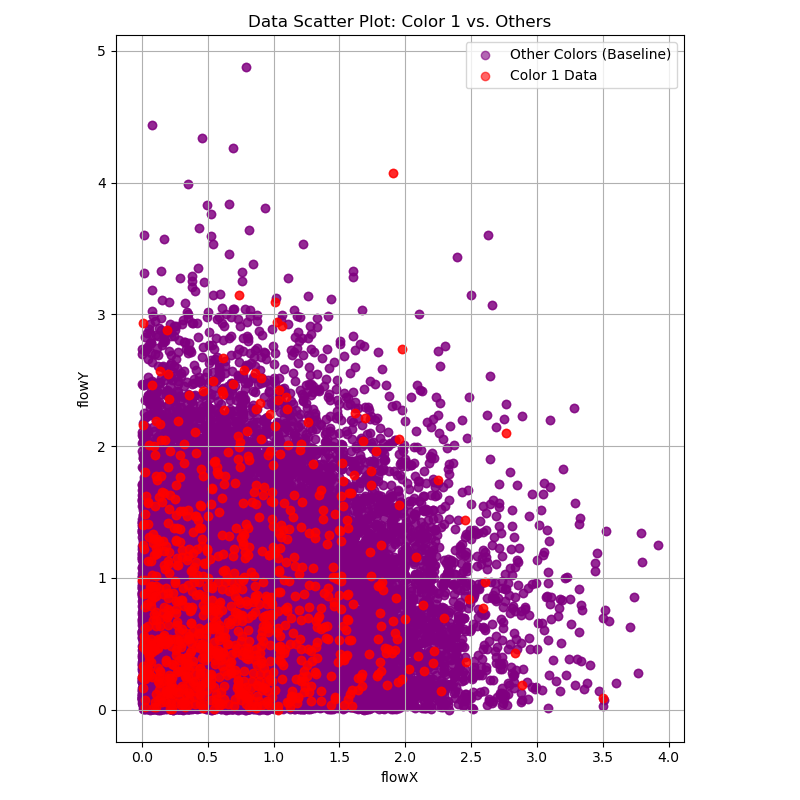 Data Scatter Plot: Color 1 vs. Others
Other Colors (Baseline)
Color 1 Data
flowY
5
4
3
2
1
0
0.0 0.5 1.0 1.5 2.0 2.5 3.0 3.5 4.0
flowX